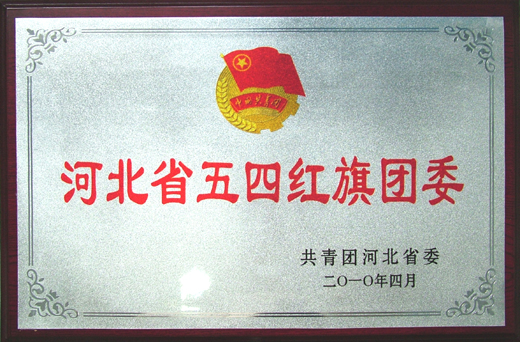 中国共青团
河北省五四红旗团委
共青团河北省委
二〇一〇年四月